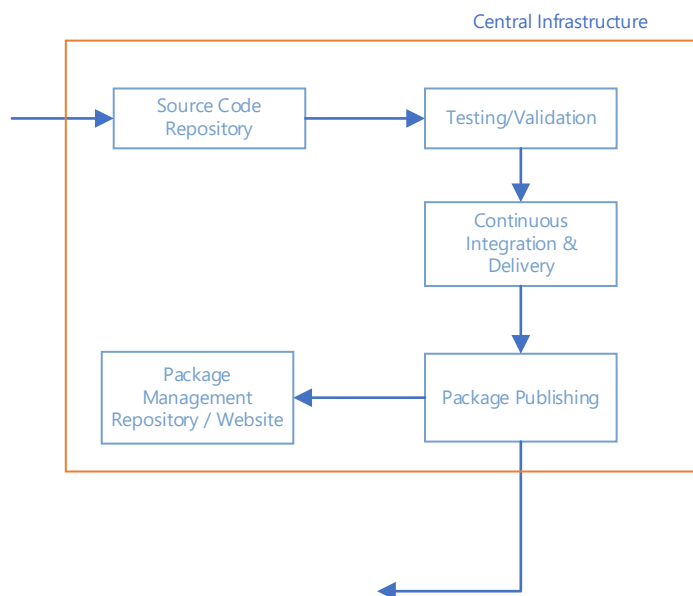 Central Infrastructure
Source Code
Repository
Testing/Validation
Continuous
Integration &
Delivery
Package
Management
Repository / Website
Package Publishing